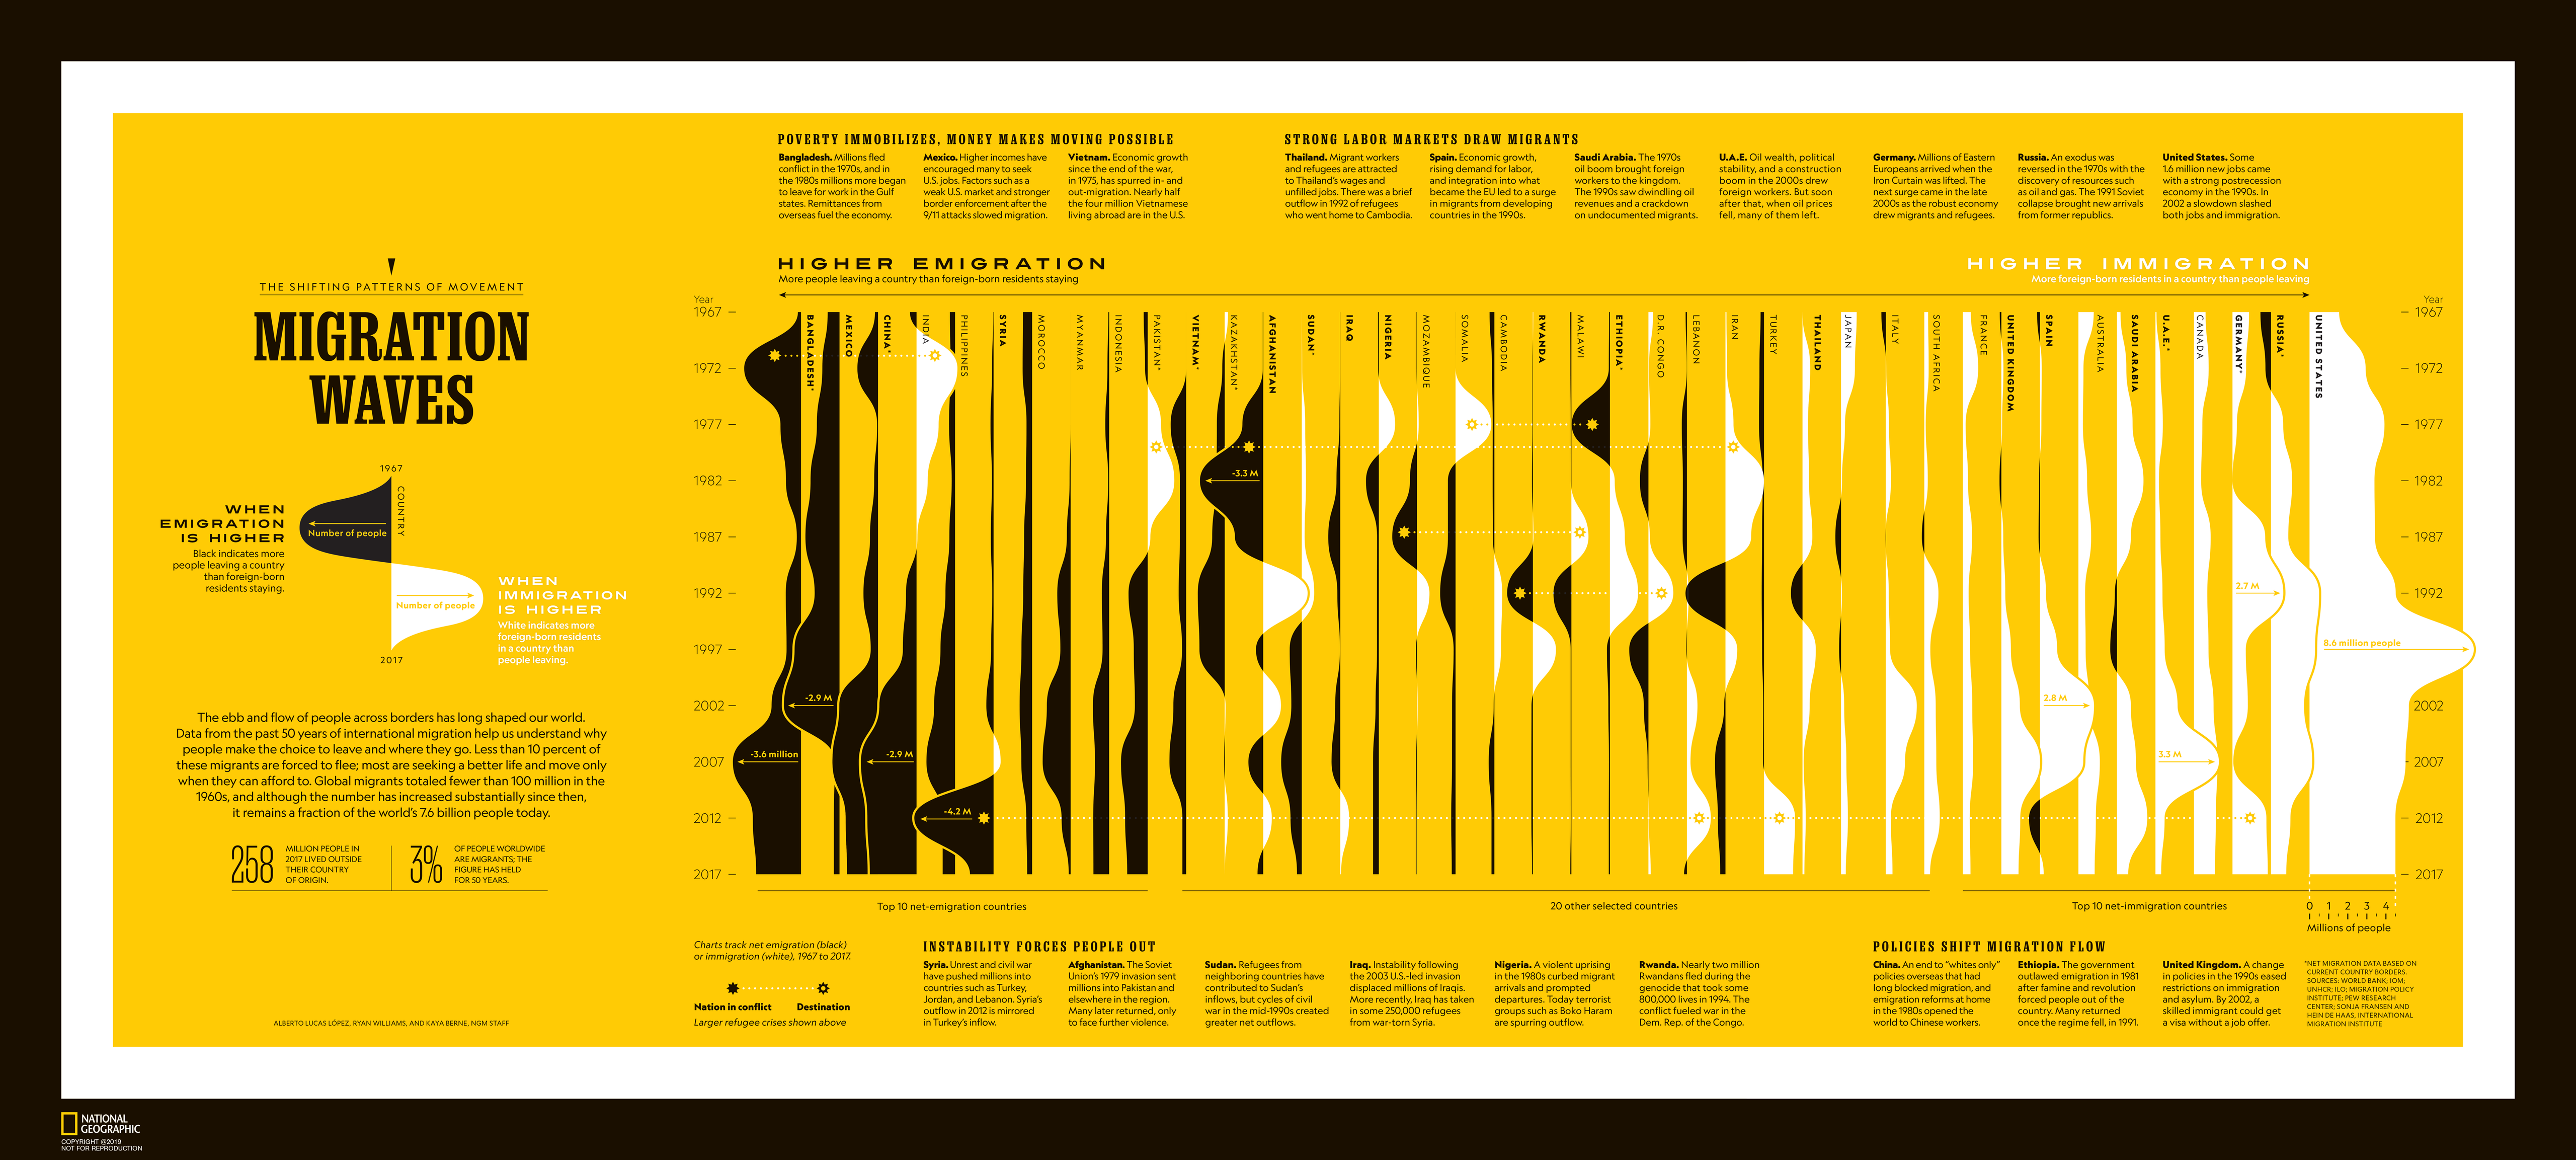 POVERTY IMMOBILIZES, MONEY MAKES MOVING POSSIBLE
Bangladesh. Millions fled
conflict in the 1970s, and in
the 1980s millions more began
to leave for work in the Gulf
states. Remittances from
overseas fuel the economy.
Mexico. Higher incomes have
encouraged many to seek
U.S. jobs. Factors such as a
weak U.S. market and stronger
border enforcement after the
9/11 attacks slowed migration.
Vietnam. Economic growth
since the end of the war,
in 1975, has spurred in- and
out-migration. Nearly half
the four million Vietnamese
living abroad are in the U.S.
STRONG LABOR MARKETS DRAW MIGRANTS
Thailand. Migrant workers
and refugees are attracted
to Thailand's wages and
unfilled jobs. There was a brief
outflow in 1992 of refugees
who went home to Cambodia.
Spain. Economic growth,
rising demand for labor,
and integration into what
became the EU led to a surge
in migrants from developing
countries in the 1990s.
Saudi Arabia. The 1970s
oil boom brought foreign
workers to the kingdom.
The 1990s saw dwindling oil
revenues and a crackdown
on undocumented migrants.
U.A.E. Oil wealth, political
stability, and a construction
boom in the 2000s drew
foreign workers. But soon
after that, when oil prices
fell, many of them left.
Germany. Millions of Eastern
Europeans arrived when the
Iron Curtain was lifted. The
next surge came in the late
2000s as the robust economy
drew migrants and refugees.
Russia. An exodus was
reversed in the 1970s with the
discovery of resources such
as oil and gas. The 1991 Soviet
collapse brought new arrivals
from former republics.
United States. Some
1.6 million new jobs came
with a strong postrecession
economy in the 1990s. In
2002 a slowdown slashed
both jobs and immigration.
THE SHIFTING PATTERNS OF MOVEMENT
MIGRATION
WAVES
1967
COUNTRY
WHEN
EMIGRATION
IS HIGHER
Number of people
Black indicates more
people leaving a country
than foreign-born
residents staying.
WHEN
IMMIGRATION
IS HIGHER
Number of people
White indicates more
foreign-born residents
in a country than
people leaving.
2017
The ebb and flow of people across borders has long shaped our world.
Data from the past 50 years of international migration help us understand why
people make the choice to leave and where they go. Less than 10 percent of
these migrants are forced to flee; most are seeking a better life and move only
when they can afford to. Global migrants totaled fewer than 100 million in the
1960s, and although the number has increased substantially since then,
it remains a fraction of the world's 7.6 billion people today.
258
MILLION PEOPLE IN
2017 LIVED OUTSIDE
THEIR COUNTRY
OF ORIGIN.
3%
OF PEOPLE WORLDWIDE
ARE MIGRANTS; THE
FIGURE HAS HELD
FOR 50 YEARS.
ALBERTO LUCAS LÓPEZ, RYAN WILLIAMS, AND KAYA BERNE, NGM STAFF
HIGHER EMIGRATION
More people leaving a country than foreign-born residents staying
HIGHER IMMIGRATION
More foreign-born residents in a country than people leaving
Year
1967
1972
1977
1982
1987
1992
1997
2002
2007
2012
2017
BANGLADESH*
MEXICO
CHINA*
INDIA
PHILIPPINES
SYRIA
MOROCCO
MYANMAR
INDONESIA
PAKISTAN*
VIETNAM*
KAZAKHSTAN*
AFGHANISTAN
SUDAN*
IRAQ
NIGERIA
MOZAMBIQUE
SOMALIA
CAMBODIA
RWANDA
MALAWI
ETHIOPIA*
D.R. CONGO
LEBANON
IRAN
TURKEY
THAILAND
JAPAN
ITALY
SOUTH AFRICA
FRANCE
UNITED KINGDOM
SPAIN
AUSTRALIA
SAUDI ARABIA
U.A.E.*
CANADA
GERMANY*
RUSSIA*
UNITED STATES
-3.3 M
2.7 M
8.6 million people
-2.9 M
2.8 M
-3.6 million
-2.9 M
3.3 M
-4.2 M
Year
1967
1972
1977
1982
1987
1992
1997
2002
2007
2012
2017
Top 10 net-emigration countries
20 other selected countries
Top 10 net-immigration countries
0 1 2 3 4
Millions of people
Charts track net emigration (black)
or immigration (white), 1967 to 2017.
Nation in conflict
Destination
Larger refugee crises shown above
INSTABILITY FORCES PEOPLE OUT
Syria. Unrest and civil war
have pushed millions into
countries such as Turkey,
Jordan, and Lebanon. Syria's
outflow in 2012 is mirrored
in Turkey's inflow.
Afghanistan. The Soviet
Union's 1979 invasion sent
millions into Pakistan and
elsewhere in the region.
Many later returned, only
to face further violence.
Sudan. Refugees from
neighboring countries have
contributed to Sudan's
inflows, but cycles of civil
war in the mid-1990s created
greater net outflows.
Iraq. Instability following
the 2003 U.S.-led invasion
displaced millions of Iraqis.
More recently, Iraq has taken
in some 250,000 refugees
from war-torn Syria.
Nigeria. A violent uprising
in the 1980s curbed migrant
arrivals and prompted
departures. Today terrorist
groups such as Boko Haram
are spurring outflow.
Rwanda. Nearly two million
Rwandans fled during the
genocide that took some
800,000 lives in 1994. The
conflict fueled war in the
Dem. Rep. of the Congo.
POLICIES SHIFT MIGRATION FLOW
China. An end to "whites only"
policies overseas that had
long blocked migration, and
emigration reforms at home
in the 1980s opened the
world to Chinese workers.
Ethiopia. The government
outlawed emigration in 1981
after famine and revolution
forced people out of the
country. Many returned
once the regime fell, in 1991.
United Kingdom. A change
in policies in the 1990s eased
restrictions on immigration
and asylum. By 2002, a
skilled immigrant could get
a visa without a job offer.
*NET MIGRATION DATA BASED ON
CURRENT COUNTRY BORDERS.
SOURCES: WORLD BANK; IOM;
UNHCR; ILO; MIGRATION POLICY
INSTITUTE; PEW RESEARCH
CENTER; SONJA FRANSEN AND
HEIN DE HAAS, INTERNATIONAL
MIGRATION INSTITUTE
NATIONAL
GEOGRAPHIC
COPYRIGHT @2019
NOT FOR REPRODUCTION